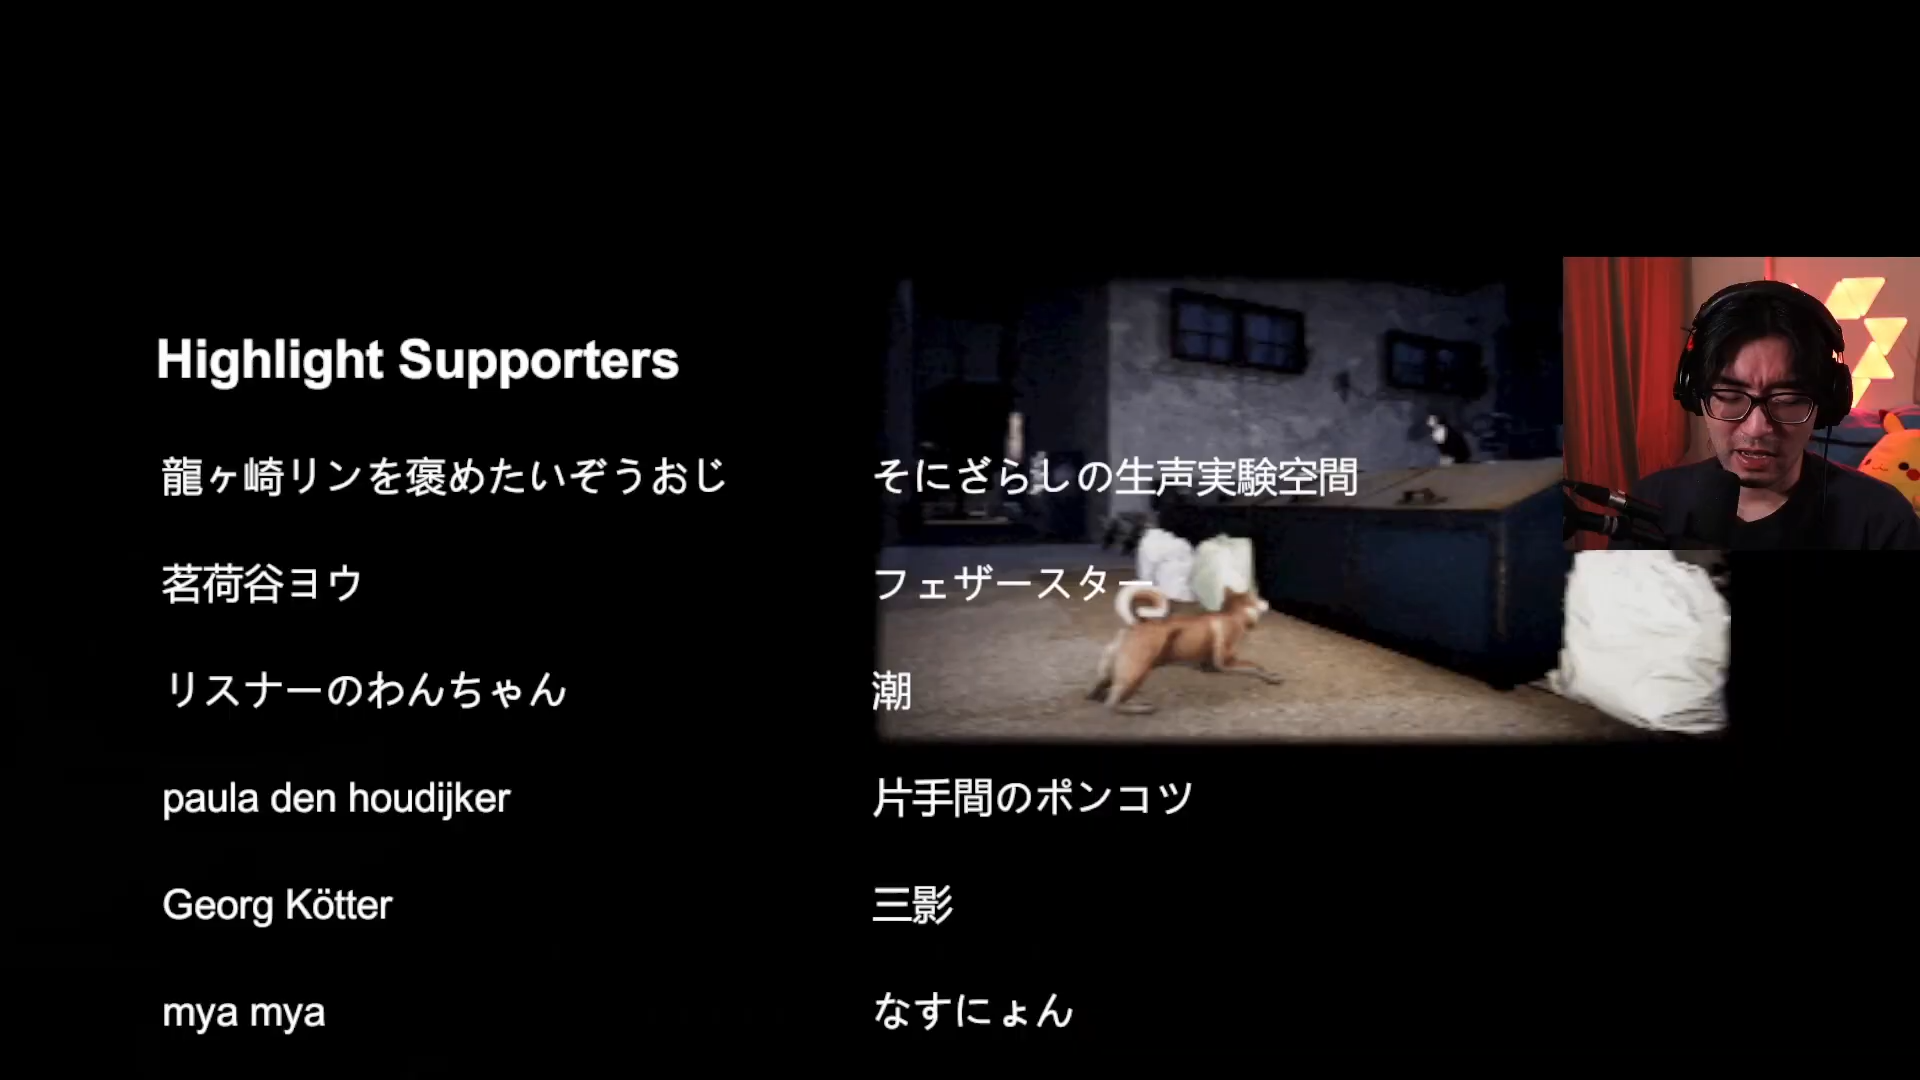 Highlight Supporters
龍ヶ崎リンを褒めたいぞうおじ
そにざらしの生声実験空間
茗荷谷ヨウ
フェザースター
リスナーのわんちゃん
潮
paula den houdijker
片手間のポンコツ
Georg Kötter
三影
mya mya
なすにょん